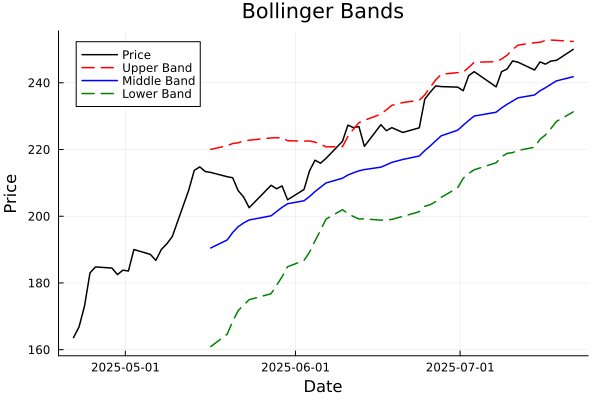 Bollinger Bands
Price
Upper Band
Middle Band
Lower Band
Price
240
220
200
180
160
2025-05-01 2025-06-01 2025-07-01
Date